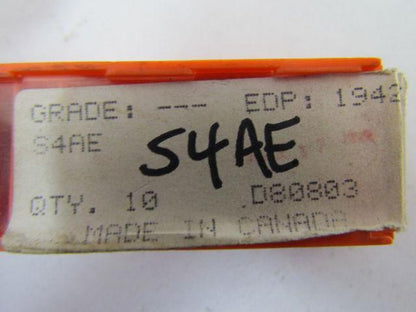 GRADE: --- EDP: 1942
S4AE
S4AE
QTY. 10 D80803
MADE IN CANADA